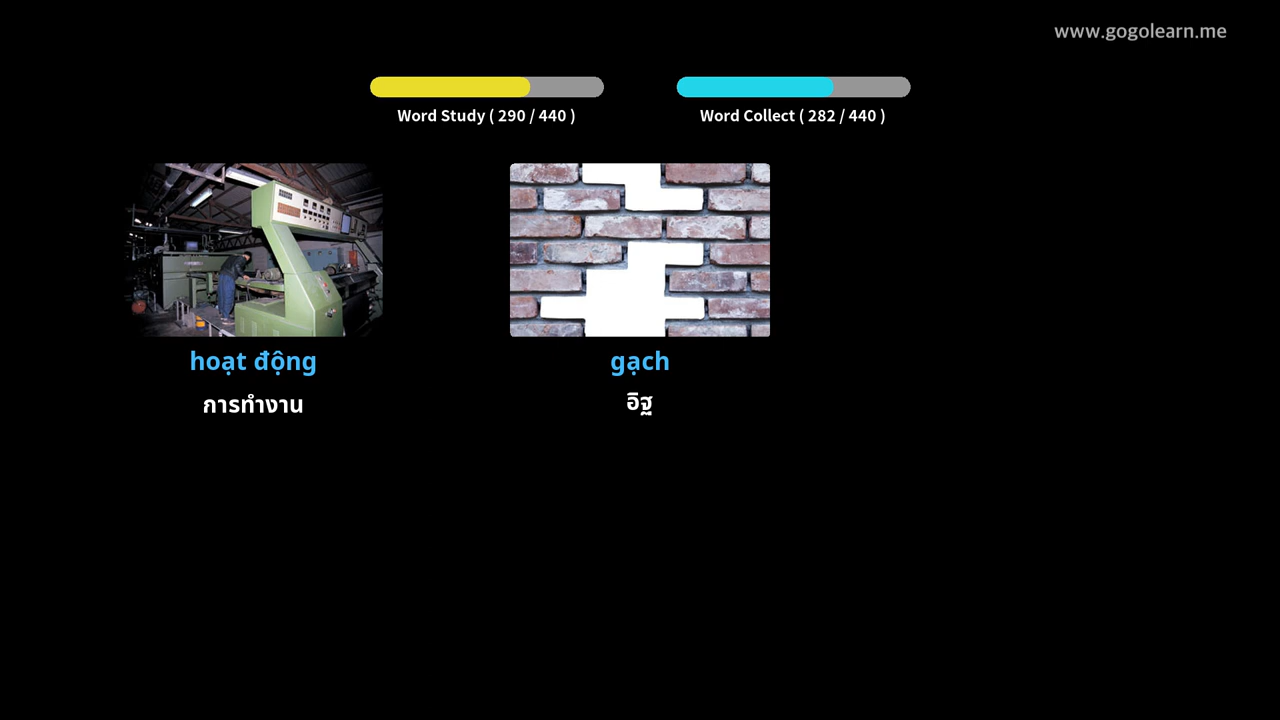 www.gogolearn.me
Word Study ( 290 / 440 )
Word Collect ( 282 / 440 )
hoạt động
การทำงาน
gạch
อิฐ